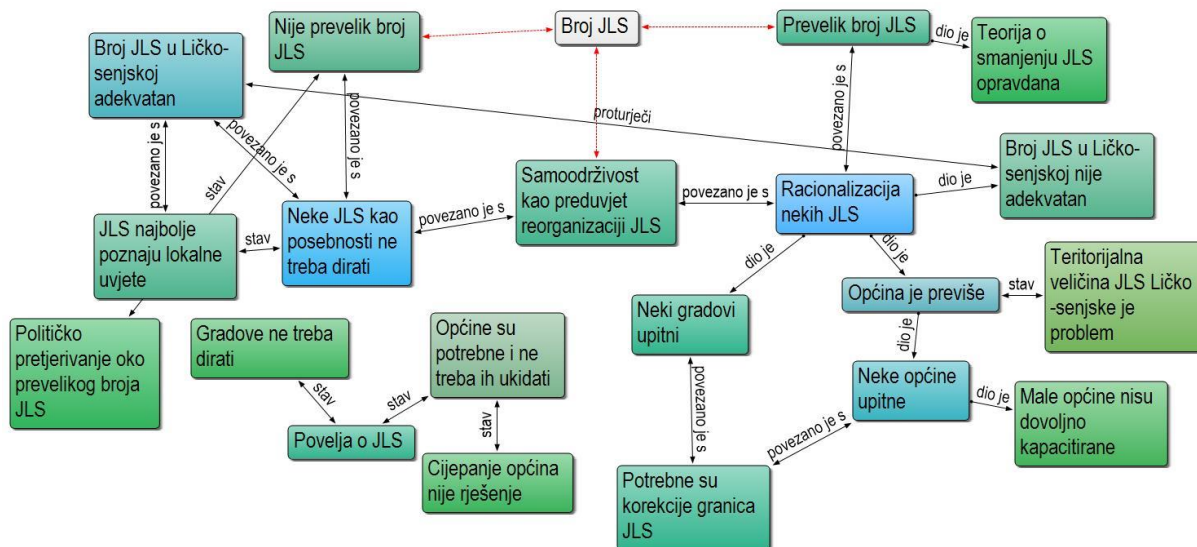 Nije prevelik broj
JLS
Broj JLS
Prevelik broj JLS
dio je
Teorija o
smanjenju JLS
opravdana
Broj JLS u Ličko-
senjskoj
adekvatan
povezano je s
povezano je s
povezano je s
stav
proturječi
povezano je s
Broj JLS u Ličko-
senjskoj nije
adekvatan
Samoodrživost
kao preduvjet
reorganizaciji JLS
povezano je s
Racionalizacija
nekih JLS
dio je
JLS najbolje
poznaju lokalne
uvjete
stav
Neke JLS kao
posebnosti ne
treba dirati
povezano je s
dio je
dio je
Teritorijalna
veličina JLS Ličko
-senjske je
problem
stav
Općina je previše
Neki gradovi
upitni
Političko
pretjerivanje oko
prevelikog broja
JLS
Gradove ne treba
dirati
Općine su
potrebne i ne
treba ih ukidati
stav
stav
Povelja o JLS
stav
Cijepanje općina
nije rješenje
dio je
Neke općine
upitne
dio je
Male općine nisu
dovoljno
kapacitirane
povezano je s
povezano je s
Potrebne su
korekcije granica
JLS